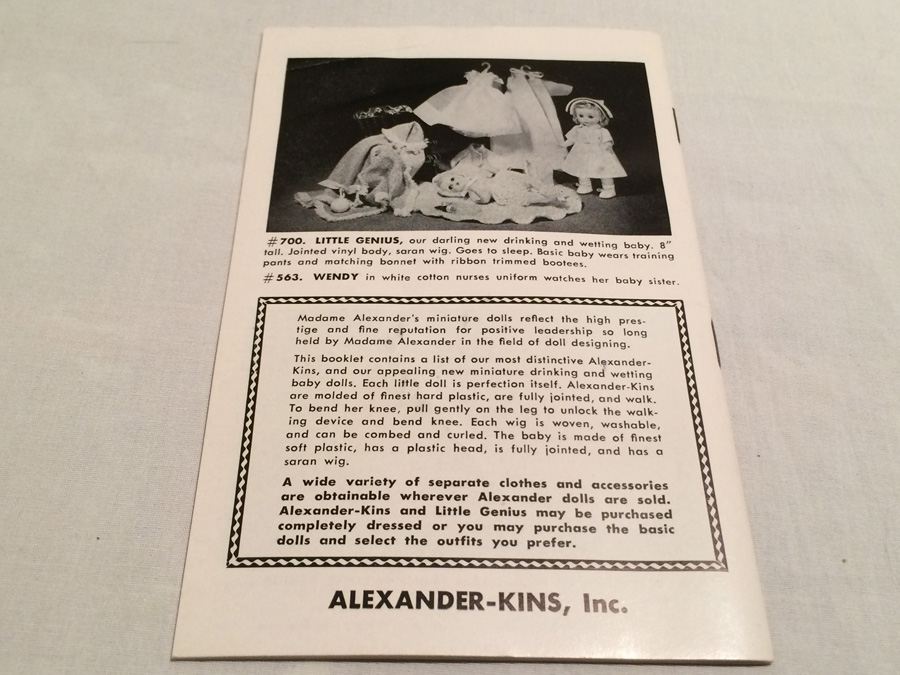 #700. LITTLE GENIUS, our darling new drinking and wetting baby. 8"
tall. Jointed vinyl body, saran wig. Goes to sleep. Basic baby wears training
pants and matching bonnet with ribbon trimmed bootees.
#563. WENDY in white cotton nurses uniform watches her baby sister.
Madame Alexander's miniature dolls reflect the high pres-
tige and fine reputation for positive leadership so long
held by Madame Alexander in the field of doll designing.
This booklet contains a list of our most distinctive Alexander-
Kins, and our appealing new miniature drinking and wetting
baby dolls. Each little doll is perfection itself. Alexander-Kins
are molded of finest hard plastic, are fully jointed, and walk.
To bend her knee, pull gently on the leg to unlock the walk-
ing device and bend knee. Each wig is woven, washable,
and can be combed and curled. The baby is made of finest
soft plastic, has a plastic head, is fully jointed, and has a
saran wig.
A wide variety of separate clothes and accessories
are obtainable wherever Alexander dolls are sold.
Alexander-Kins and Little Genius may be purchased
completely dressed or you may purchase the basic
dolls and select the outfits you prefer.
ALEXANDER-KINS, Inc.